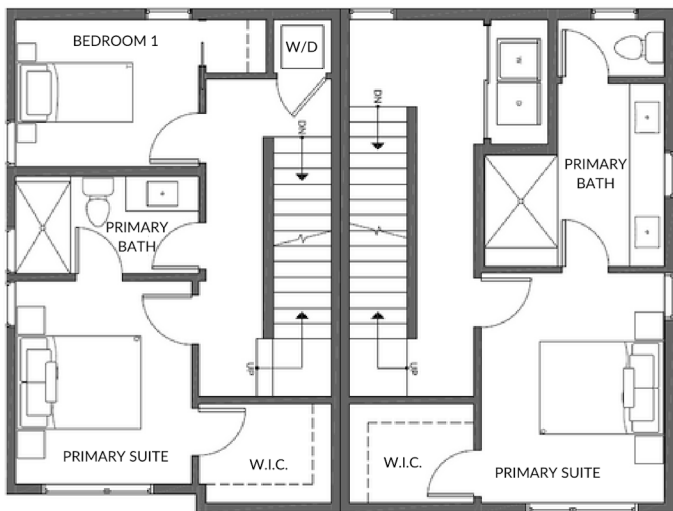 BEDROOM 1
W/D
DN
DN
W
D
PRIMARY
BATH
PRIMARY
BATH
UP
UP
PRIMARY SUITE
W.I.C.
W.I.C.
PRIMARY SUITE